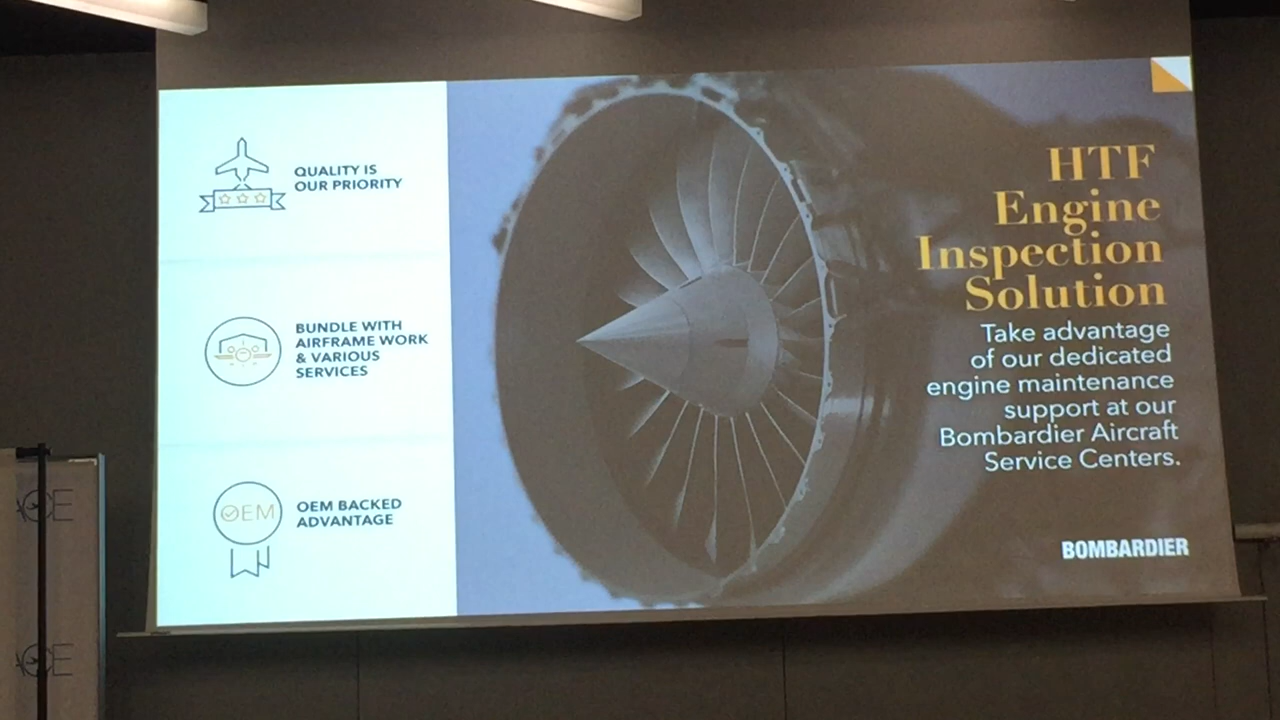 QUALITY IS
OUR PRIORITY
BUNDLE WITH
AIRFRAME WORK
& VARIOUS
SERVICES
OEM
OEM BACKED
ADVANTAGE
HTF
Engine
Inspection
Solution
Take advantage
of our dedicated
engine maintenance
support at our
Bombardier Aircraft
Service Centers.
BOMBARDIER